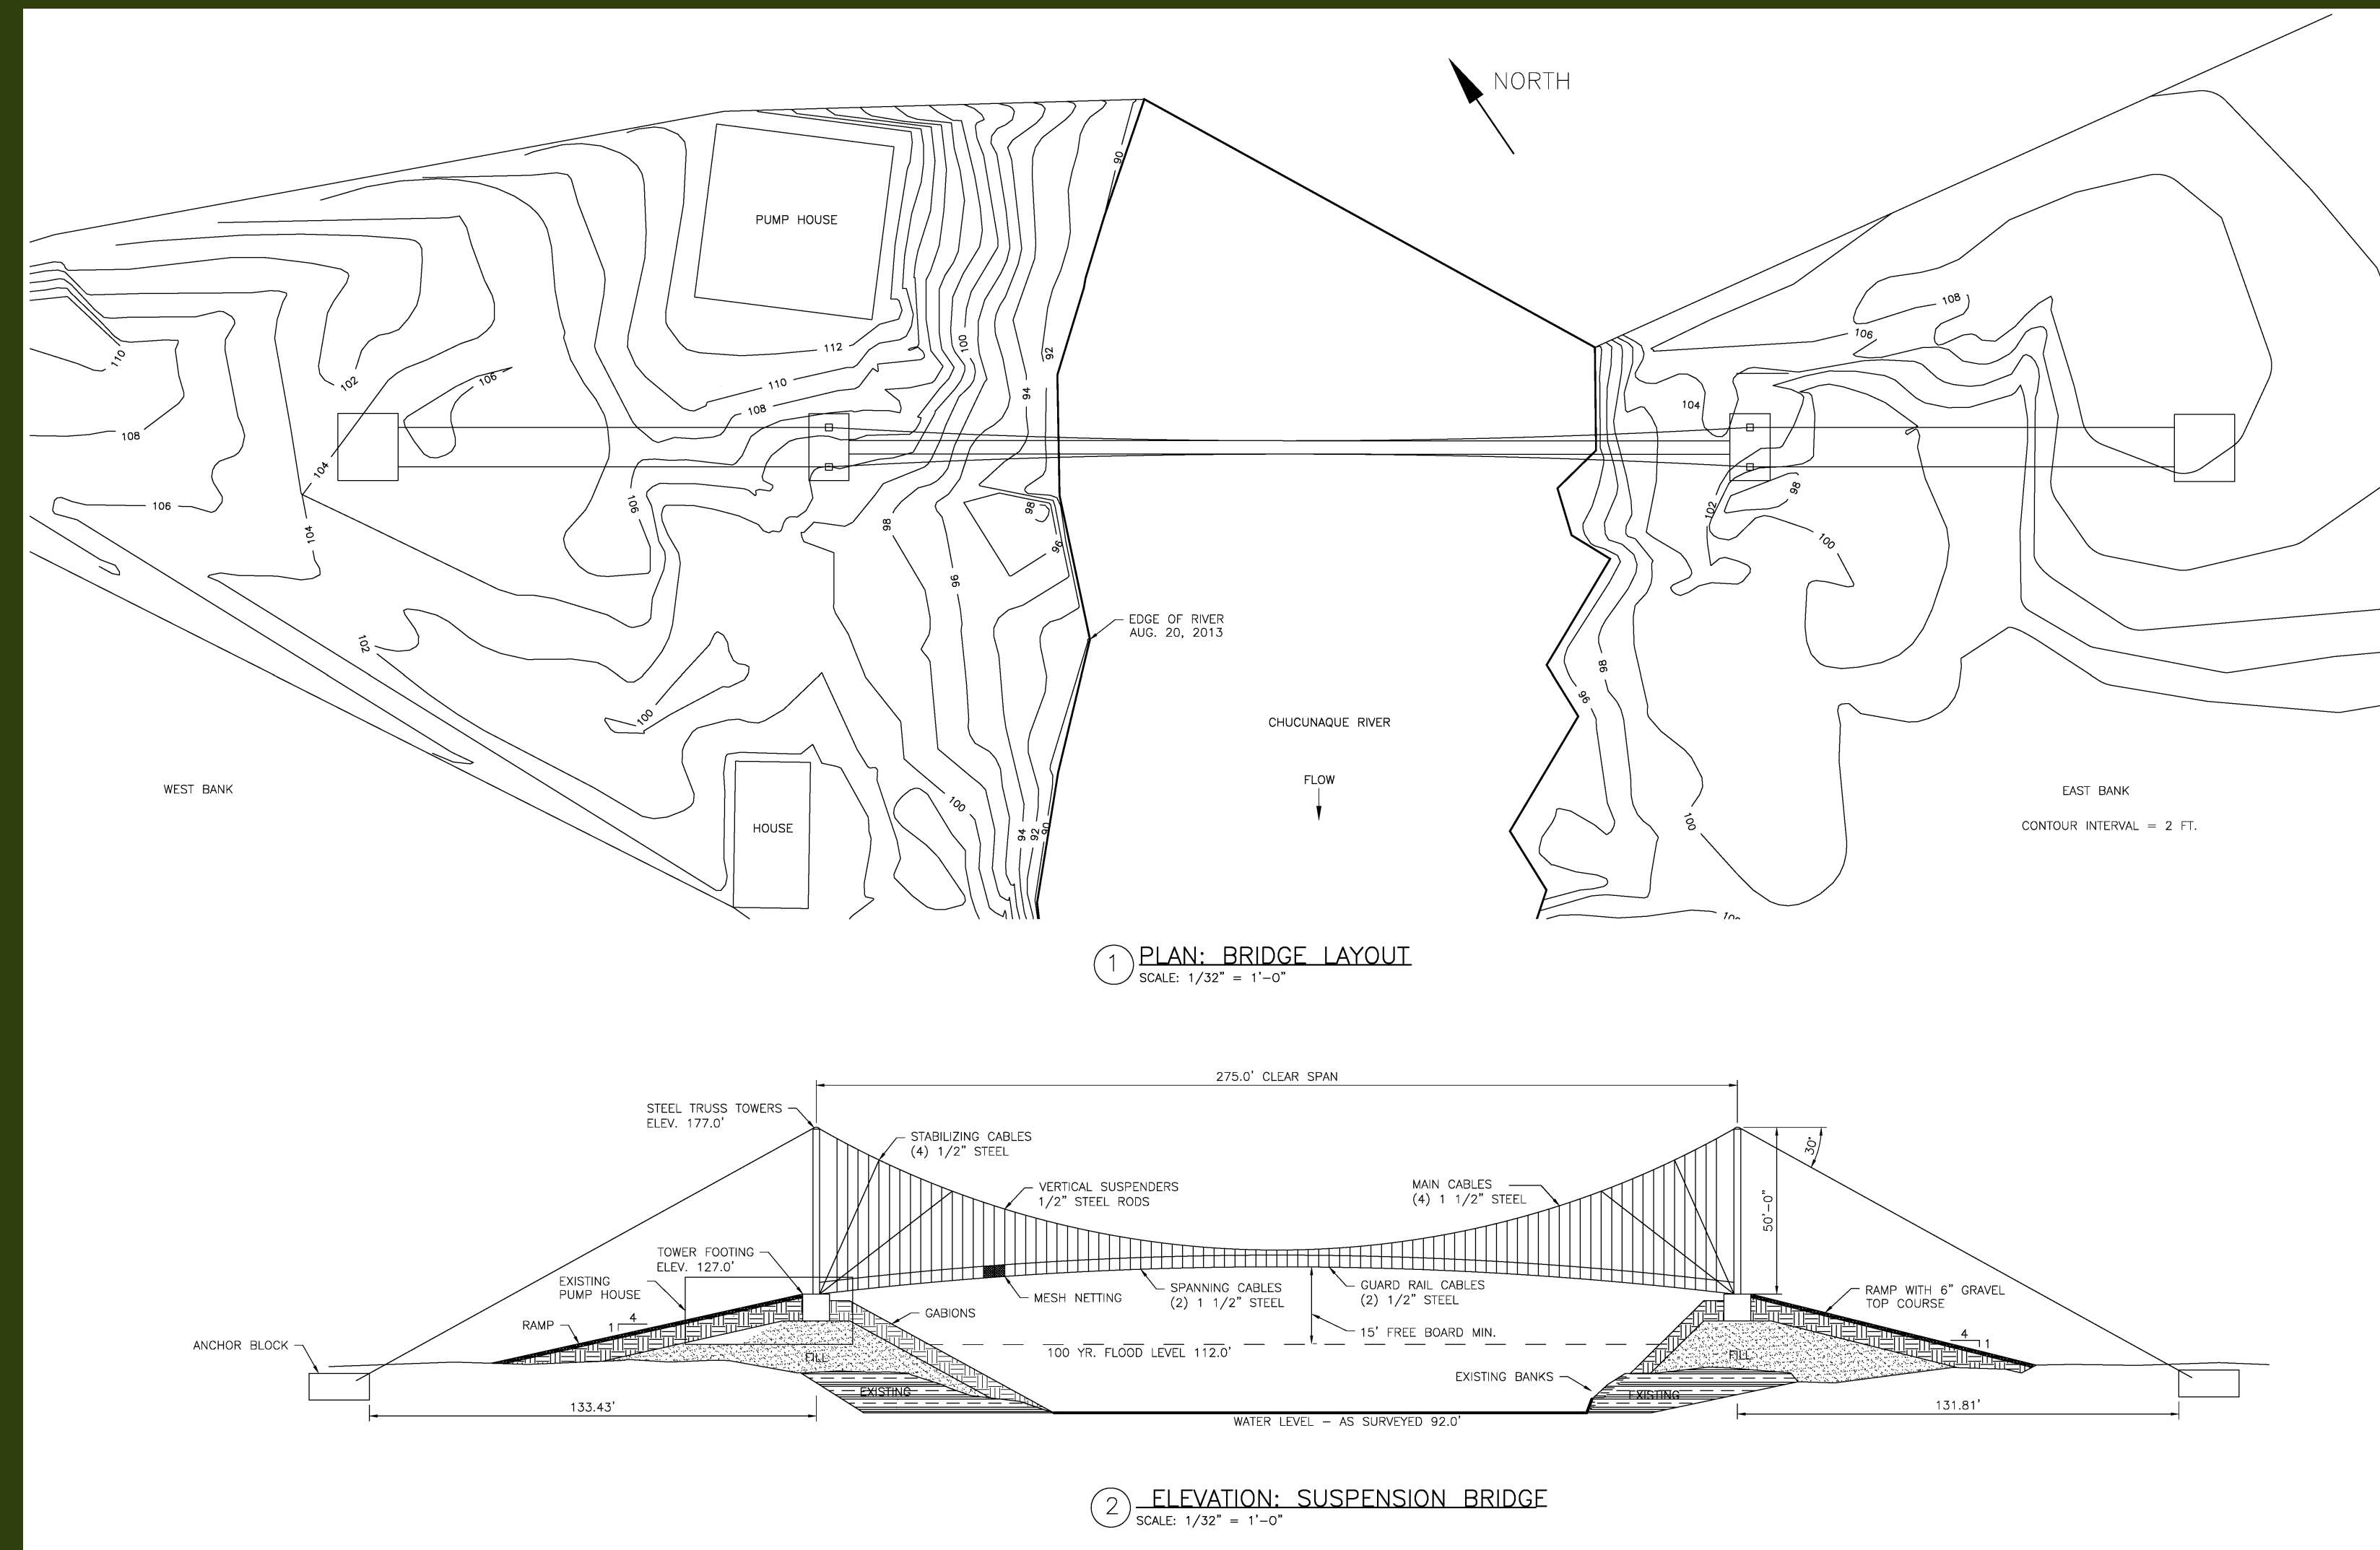 NORTH
PUMP HOUSE
90
112
110
108
100
92
94
102
106
110
108
104
106
104
106
98
96
98
96
102
100
HOUSE
100
94
92
90
WEST BANK
EDGE OF RIVER
AUG. 20, 2013
CHUCUNAQUE RIVER
FLOW
108
106
104
98
102
100
98
96
100
EAST BANK
CONTOUR INTERVAL = 2 FT.
1
PLAN: BRIDGE LAYOUT
SCALE: 1/32" = 1'-0"
275.0' CLEAR SPAN
STEEL TRUSS TOWERS
ELEV. 177.0'
STABILIZING CABLES
(4) 1/2" STEEL
VERTICAL SUSPENDERS
1/2" STEEL RODS
MAIN CABLES
(4) 1 1/2" STEEL
30°
50'-0"
TOWER FOOTING
ELEV. 127.0'
EXISTING
PUMP HOUSE
4
1
RAMP
ANCHOR BLOCK
MESH NETTING
GABIONS
SPANNING CABLES
(2) 1 1/2" STEEL
GUARD RAIL CABLES
(2) 1/2" STEEL
15' FREE BOARD MIN.
100 YR. FLOOD LEVEL 112.0'
RAMP WITH 6" GRAVEL
TOP COURSE
4
1
FILL
FILL
EXISTING
EXISTING BANKS
EXISTING
133.43'
WATER LEVEL - AS SURVEYED 92.0'
131.81'
2
ELEVATION: SUSPENSION BRIDGE
SCALE: 1/32" = 1'-0"